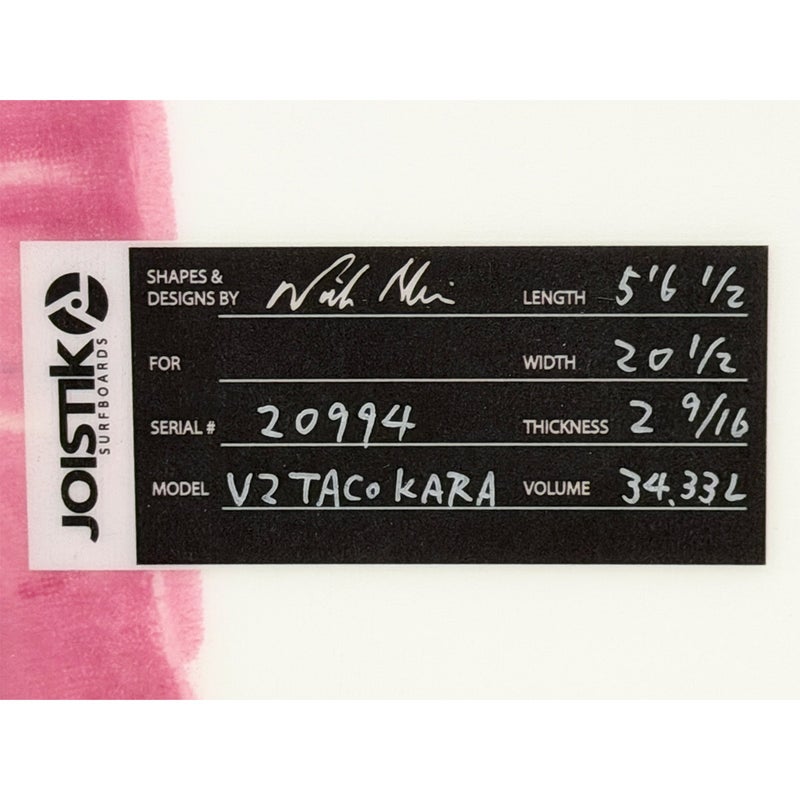 JOISTIK
SURFBOARDS
SHAPES &
DESIGNS BY
LENGTH 5'6 1/2
FOR
WIDTH 20 1/2
SERIAL # 20994
THICKNESS 2 9/16
MODEL V2 TACO KARA
VOLUME 34.33L